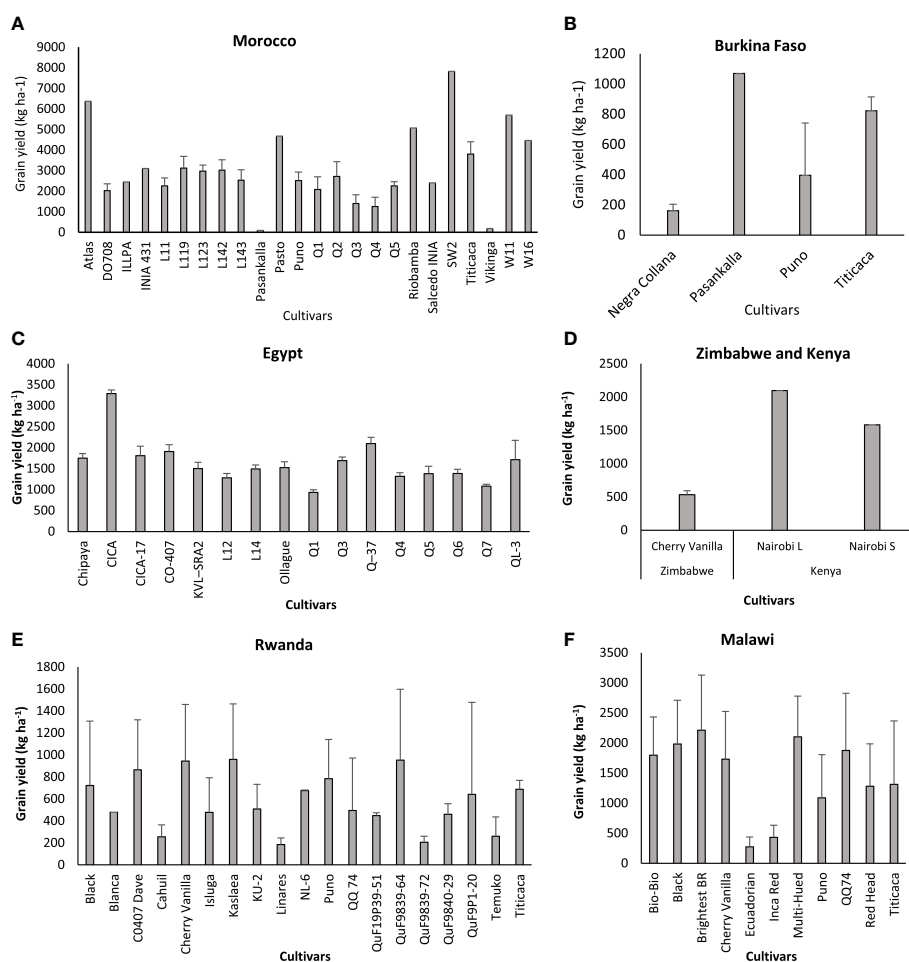 A
Morocco
Grain yield (kg ha-1)
9000
8000
7000
6000
5000
4000
3000
2000
1000
0
Atlas
DO708
ILLPA
INIA 431
L11
L119
L123
L142
L143
Pasankalla
Pasto
Puno
Q1
Q2
Q3
Q4
Q5
Riobamba
Salcedo INIA
SW2
Titicaca
Vikinga
W11
W16
Cultivars
B
Burkina Faso
Grain yield (kg ha-1)
1200
1000
800
600
400
200
0
Negra Collana
Pasankalla
Puno
Titicaca
Cultivars
C
Egypt
Grain yield (kg ha-1)
4000
3500
3000
2500
2000
1500
1000
500
0
Chipaya
CICA
CICA-17
CO-407
KVL–SRA2
L12
L14
Ollague
Q1
Q3
Q–37
Q4
Q5
Q6
Q7
QL-3
Cultivars
D
Zimbabwe and Kenya
Grain yield (kg ha-1)
2500
2000
1500
1000
500
0
Cherry Vanilla
Nairobi L
Nairobi S
Zimbabwe
Kenya
Cultivars
E
Rwanda
Grain yield (kg ha-1)
1800
1600
1400
1200
1000
800
600
400
200
0
Black
Blanca
C0407 Dave
Cahuil
Cherry Vanilla
Isluga
Kaslaea
KU-2
Linares
NL-6
Puno
QQ 74
QuF19P39-51
QuF9839-64
QuF9839-72
QuF9840-29
QuF9P1-20
Temuko
Titicaca
Cultivars
F
Malawi
Grain yield (kg ha-1)
3500
3000
2500
2000
1500
1000
500
0
Bio-Bio
Black
Brightest BR
Cherry Vanilla
Ecuadorian
Inca Red
Multi-Hued
Puno
QQ74
Red Head
Titicaca
Cultivars